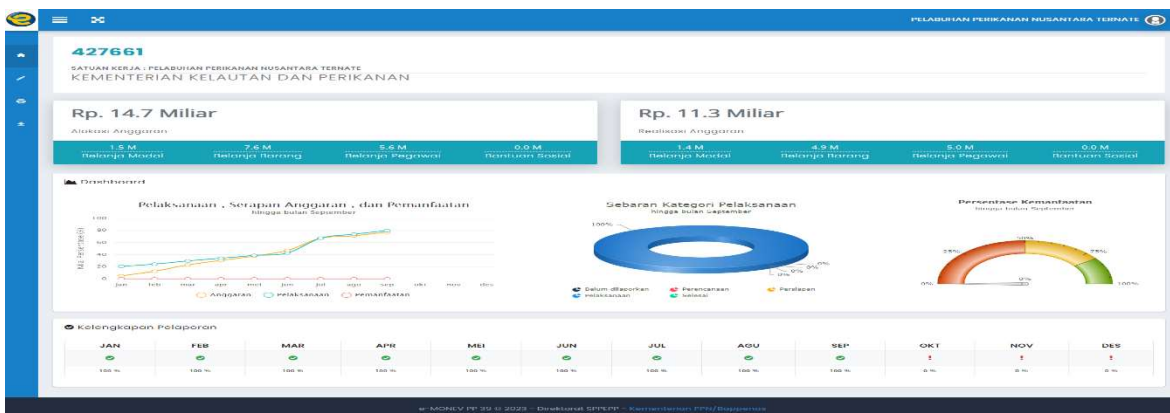 PELABUHAN PERIKANAN NUSANTARA TERNATE
427661
SATUAN KERJA : PELABUHAN PERIKANAN NUSANTARA TERNATE
KEMENTERIAN KELAUTAN DAN PERIKANAN
Rp. 14.7 Miliar
Alokasi Anggaran
1.5 M 7.6 M 5.6 M 0.0 M
Belanja Modal Belanja Barang Belanja Pegawai Bantuan Sosial
Rp. 11.3 Miliar
Realisasi Anggaran
1.4 M 4.9 M 5.0 M 0.0 M
Belanja Modal Belanja Barang Belanja Pegawai Bantuan Sosial
Dashboard
Pelaksanaan , Serapan Anggaran , dan Pemanfaatan
hingga bulan September
100
80
60
40
20
0
jan feb mar apr mei jun jul agu sep okt nov des
Anggaran Pelaksanaan Pemanfaatan
Sebaran Kategori Pelaksanaan
hingga bulan September
100%
0%
0%
0%
Belum dilaporkan Perencanaan Persiapan
Pelaksanaan Selesai
Persentase Kemanfaatan
hingga bulan September
50%
25% 75%
0%
0% 100%
Kelengkapan Pelaporan
JAN FEB MAR APR MEI JUN JUL AGU SEP OKT NOV DES
100 % 100 % 100 % 100 % 100 % 100 % 100 % 100 % 100 % 0 % 0 % 0 %
e-MONEV PP 39 © 2023 - Direktorat SPPEPP - Kementerian PPN/Bappenas